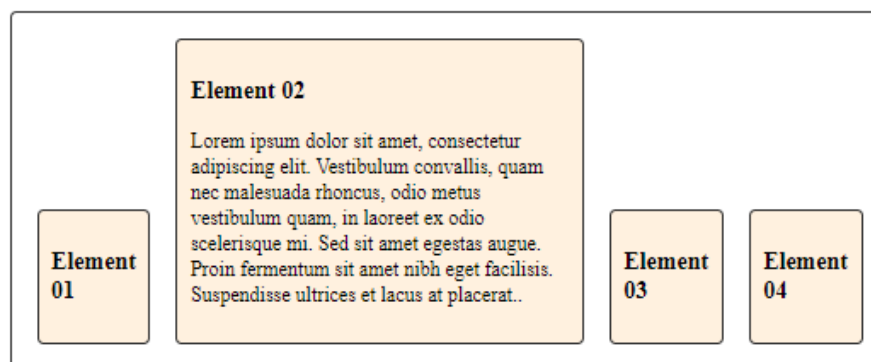 Element 02
Lorem ipsum dolor sit amet, consectetur
adipiscing elit. Vestibulum convallis, quam
nec malesuada rhoncus, odio metus
vestibulum quam, in laoreet ex odio
scelerisque mi. Sed sit amet egestas augue.
Proin fermentum sit amet nibh eget facilisis.
Suspendisse ultrices et lacus at placerat..
Element
01
Element
03
Element
04